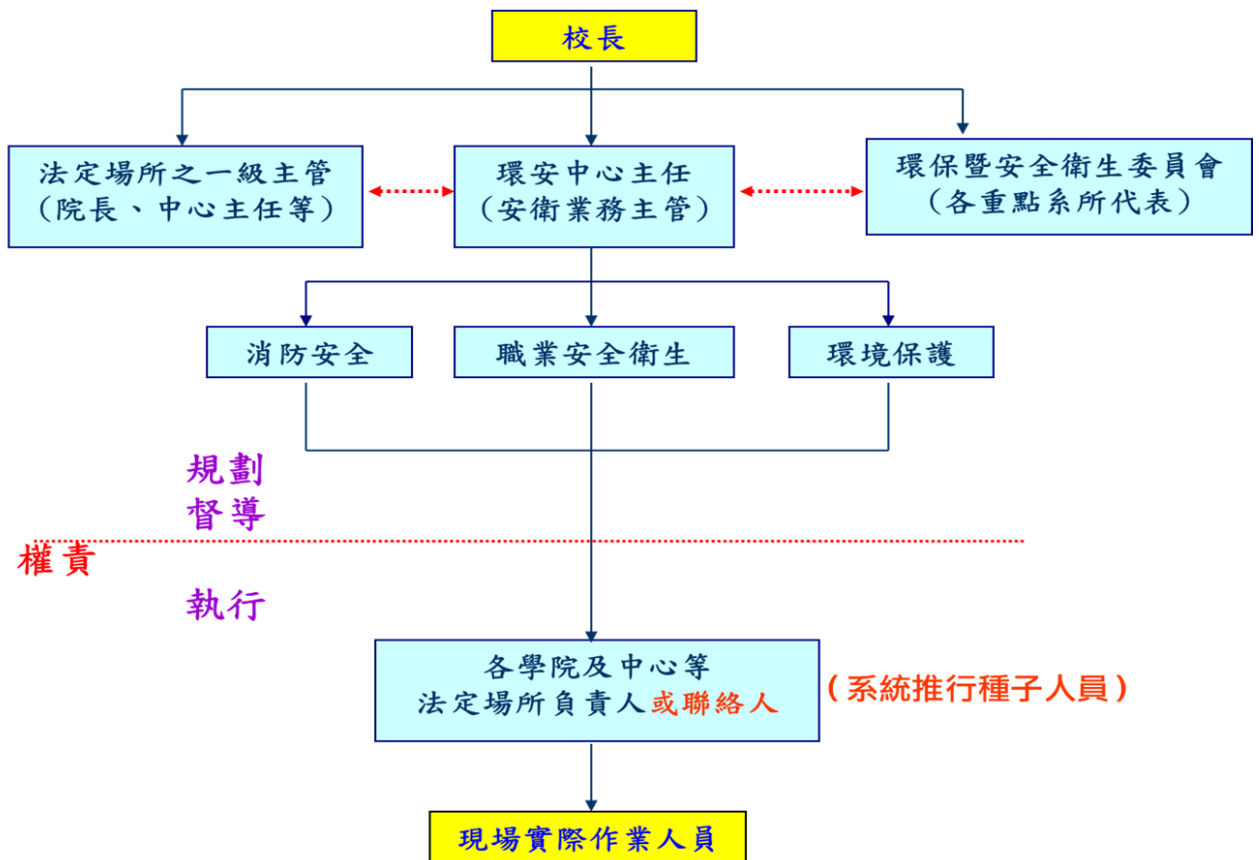 校長
法定場所之一級主管
(院長、中心主任等)
環安中心主任
(安衛業務主管)
環保暨安全衛生委員會
(各重點系所代表)
消防安全
職業安全衛生
環境保護
規劃
督導
權責
執行
各學院及中心等
法定場所負責人或聯絡人
(系統推行種子人員)
現場實際作業人員